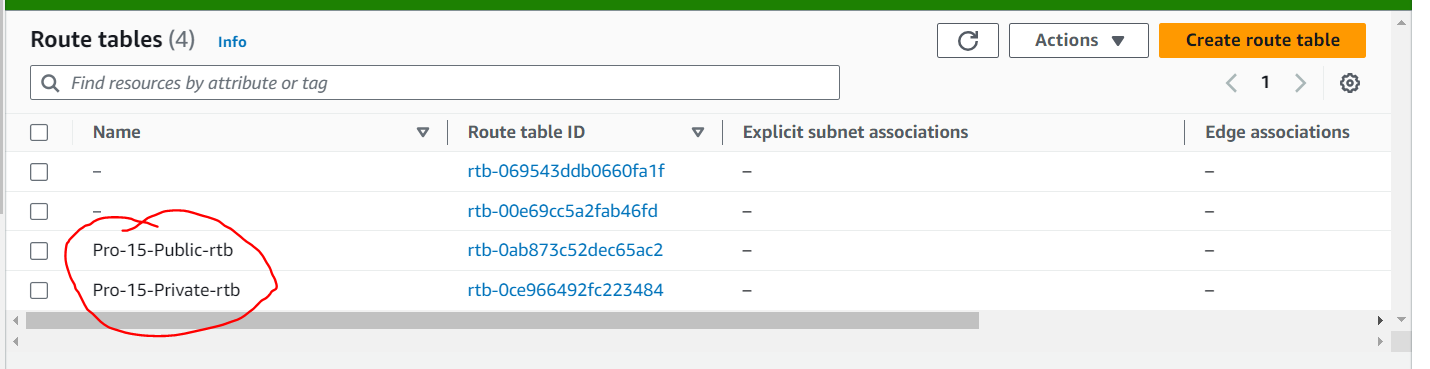 Route tables (4) Info Actions Create route table
Find resources by attribute or tag 1
Name Route table ID Explicit subnet associations Edge associations
– rtb-069543ddb0660fa1f – –
– rtb-00e69cc5a2fab46fd – –
Pro-15-Public-rtb rtb-0ab873c52dec65ac2 – –
Pro-15-Private-rtb rtb-0ce966492fc223484 – –